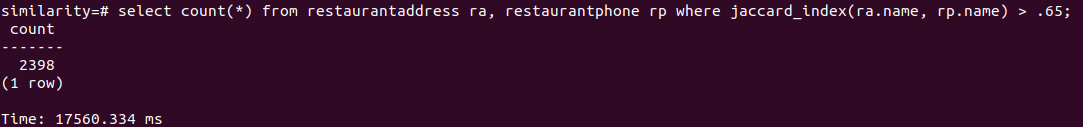 similarity=# select count(*) from restaurantaddress ra, restaurantphone rp where jaccard_index(ra.name, rp.name) > .65;
 count
-------
  2398
(1 row)

Time: 17560.334 ms